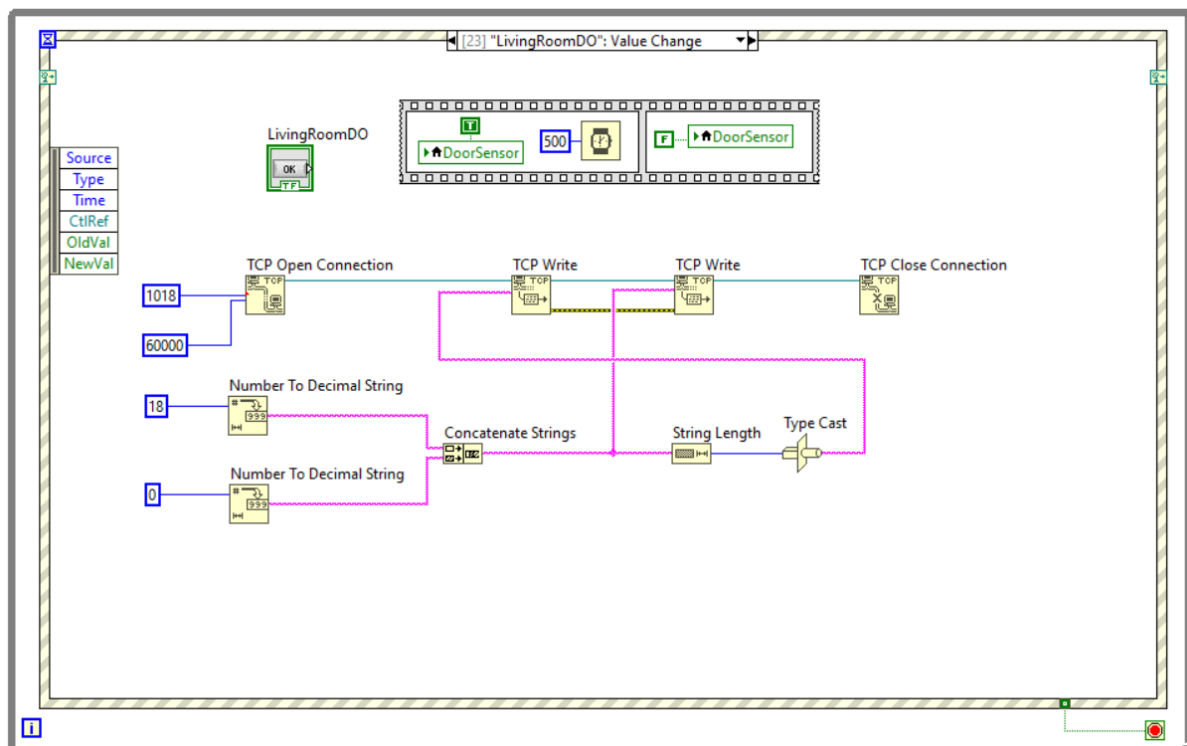 [23] "LivingRoomDO": Value Change
LivingRoomDO
OK
TF
T
DoorSensor
500
F
DoorSensor
Source
Type
Time
CtlRef
OldVal
NewVal
TCP Open Connection
TCP Write
TCP Write
TCP Close Connection
TCP
TCP
TCP
TCP
1018
60000
Number To Decimal String
18
999
Concatenate Strings
String Length
Type Cast
Number To Decimal String
0
999
i